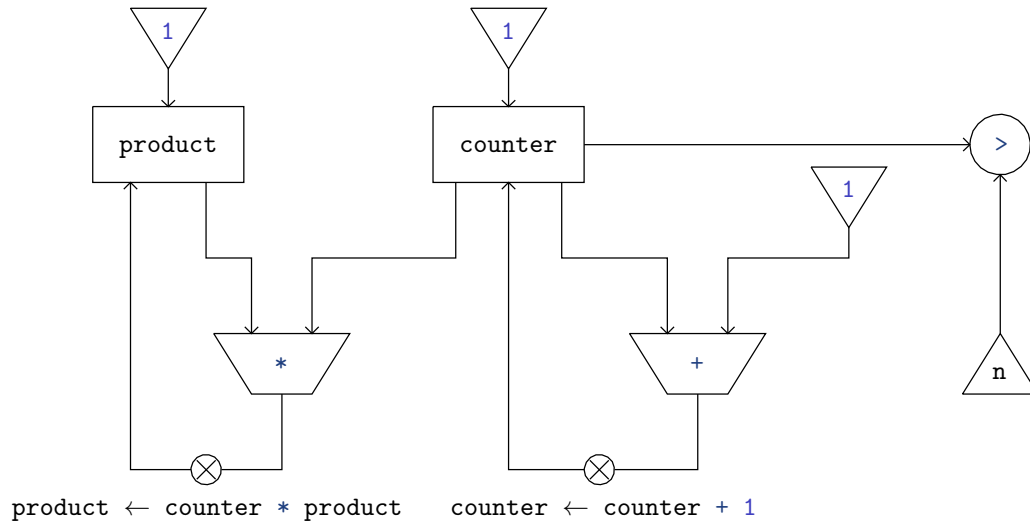 1
1
product
counter
>
1
*
+
n
product ← counter * product
counter ← counter + 1